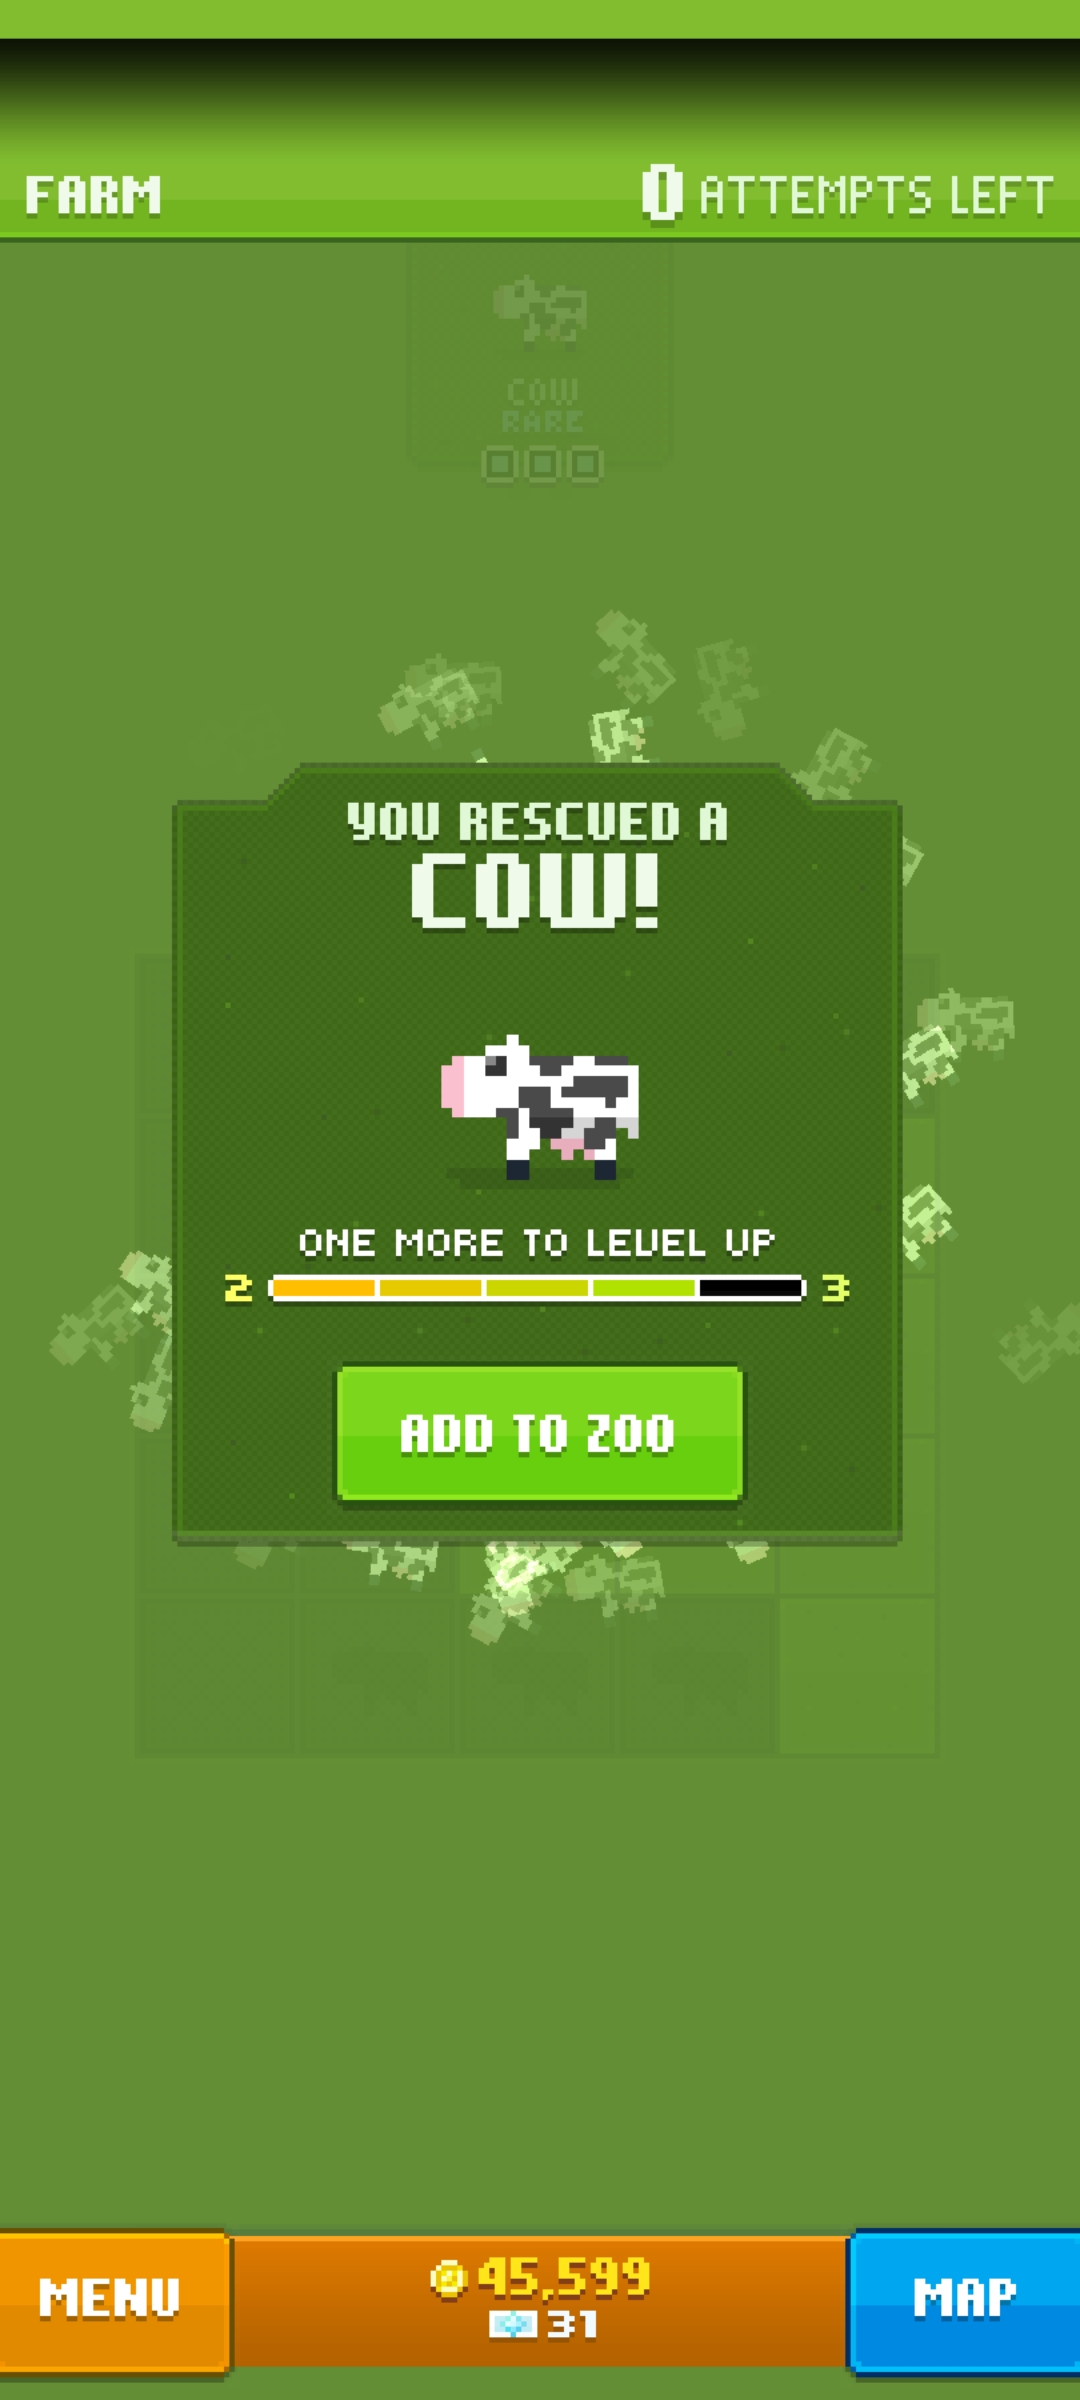 FARM
0 ATTEMPTS LEFT
COW
RARE
YOU RESCUED A
COW!
ONE MORE TO LEVEL UP
2 3
ADD TO ZOO
MENU
45,599
31
MAP